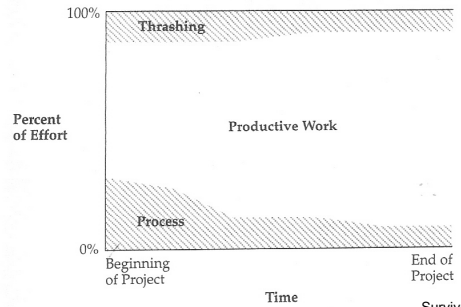 100%
Thrashing
Percent
of Effort
Productive Work
Process
0%
Beginning
of Project
End of
Project
Time